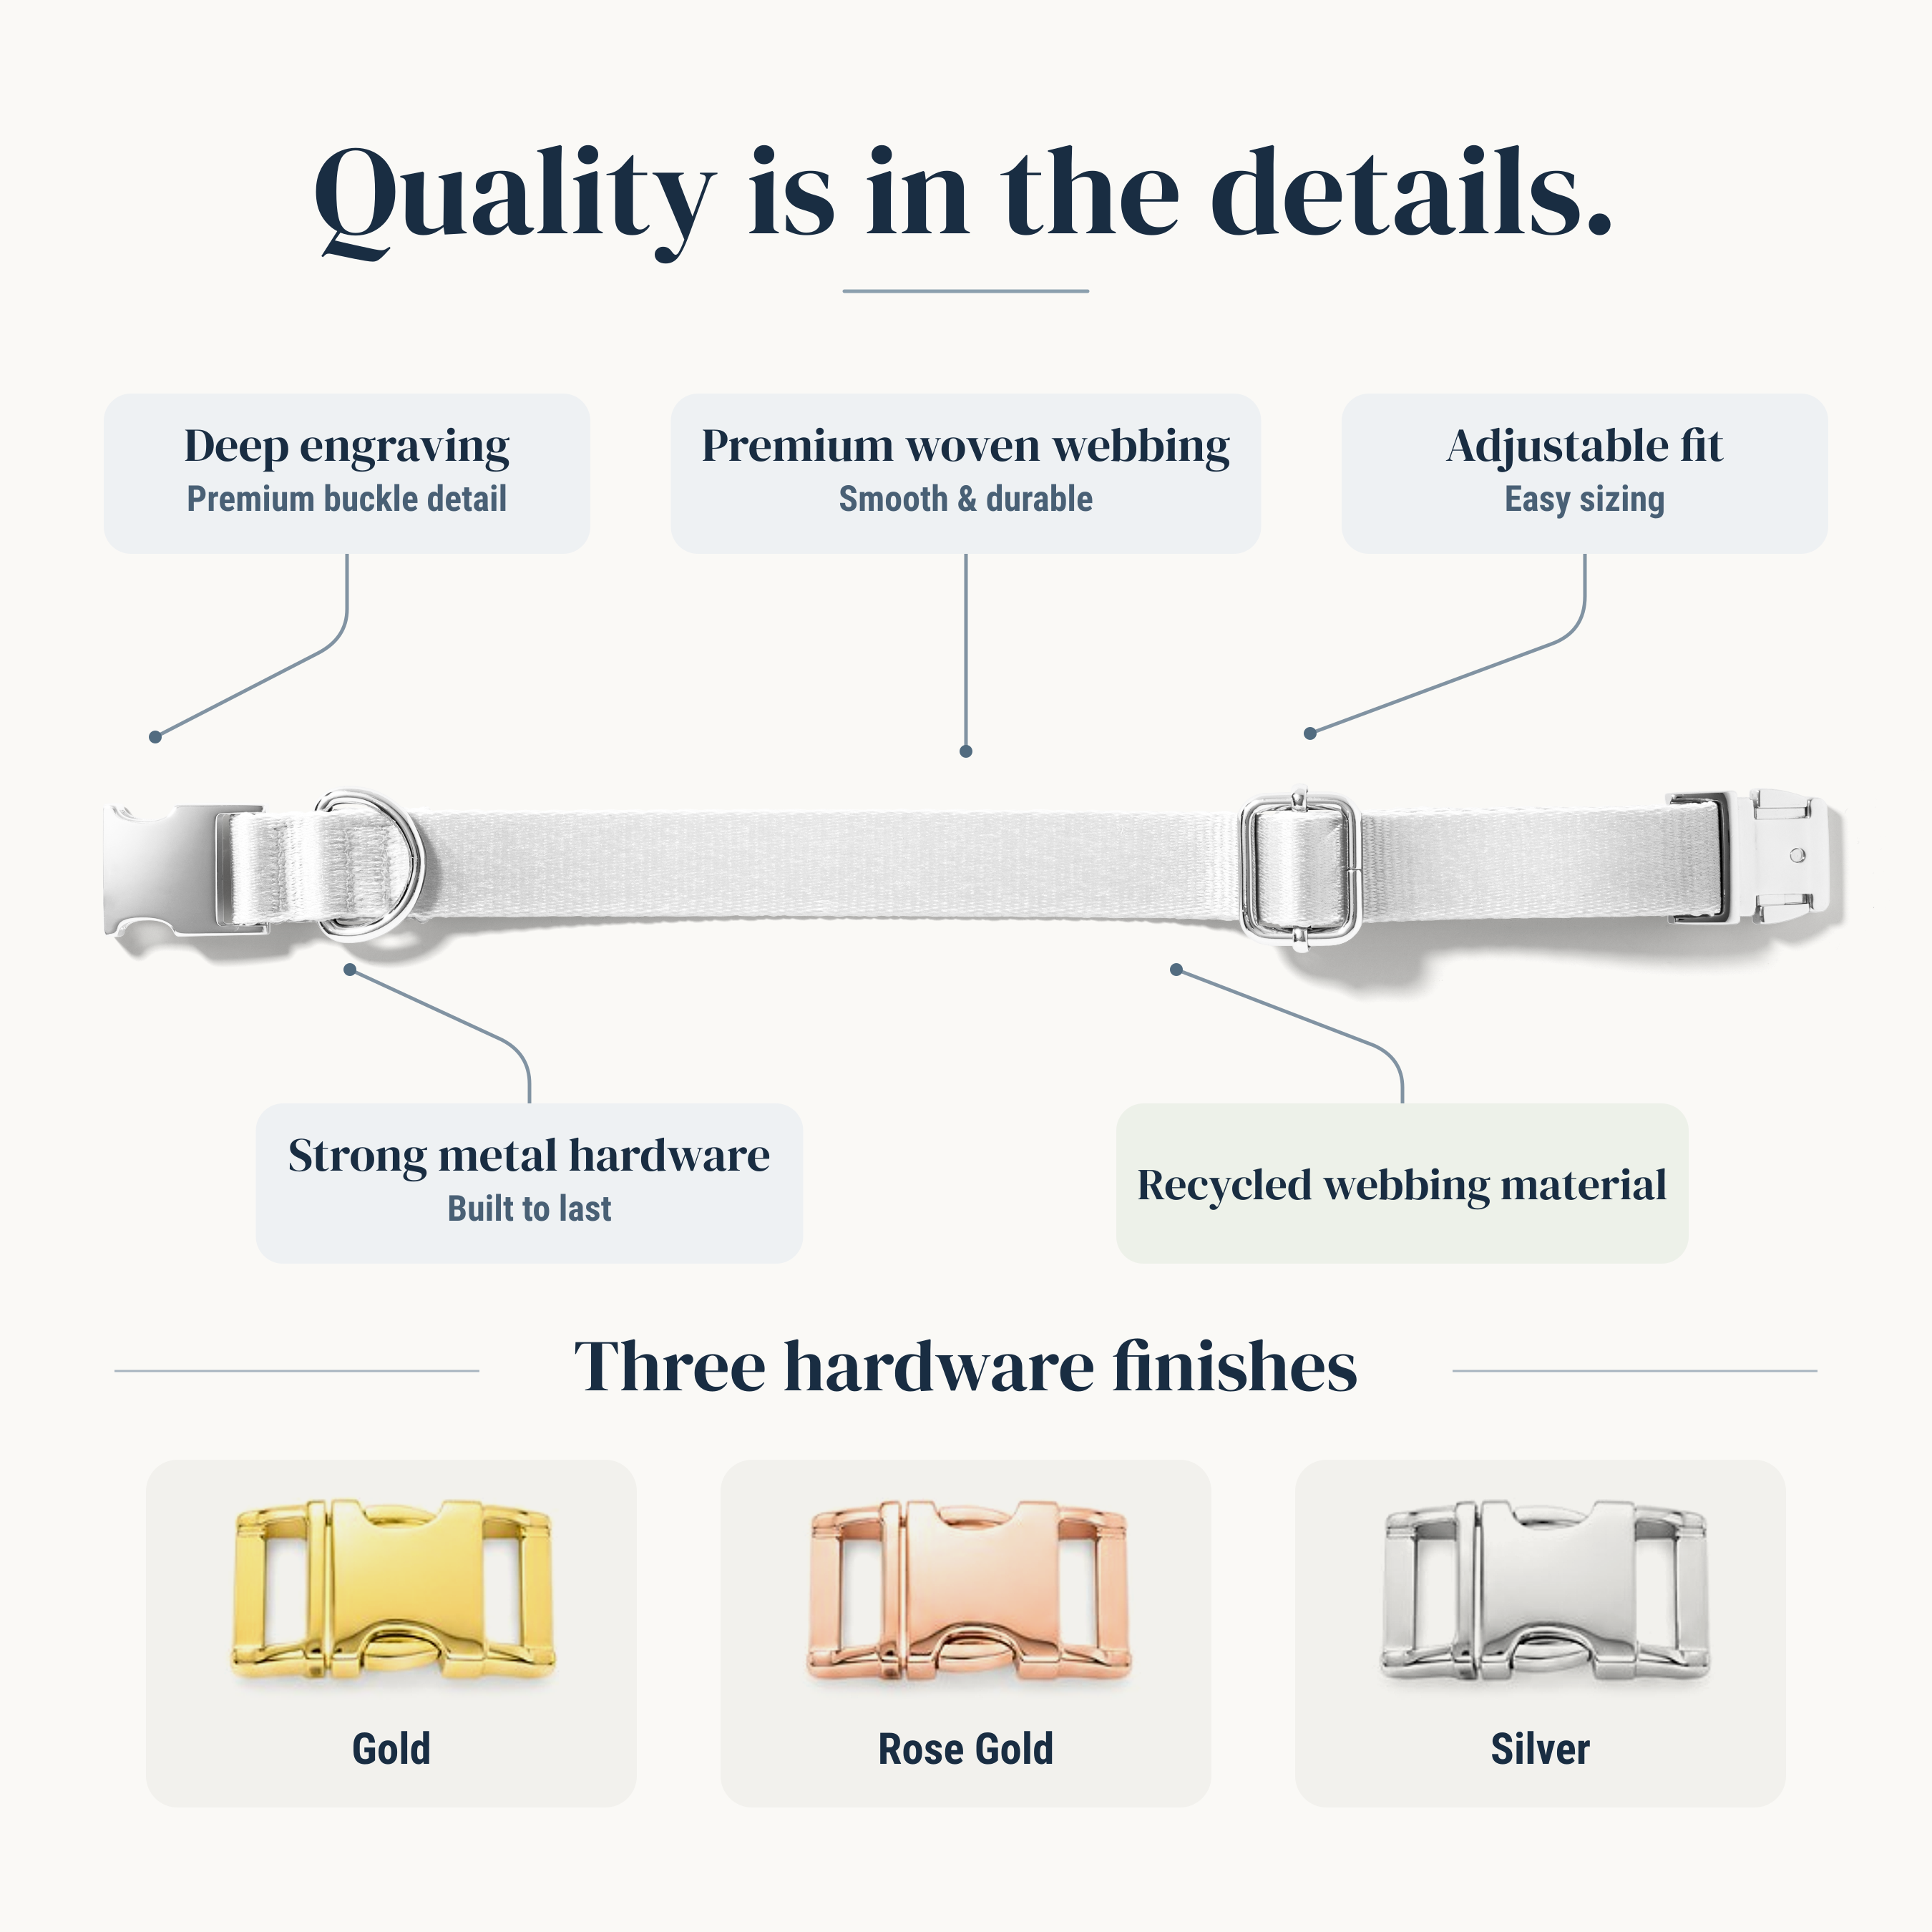 Quality is in the details.
Deep engraving
Premium buckle detail
Premium woven webbing
Smooth & durable
Adjustable fit
Easy sizing
Strong metal hardware
Built to last
Recycled webbing material
Three hardware finishes
Gold
Rose Gold
Silver